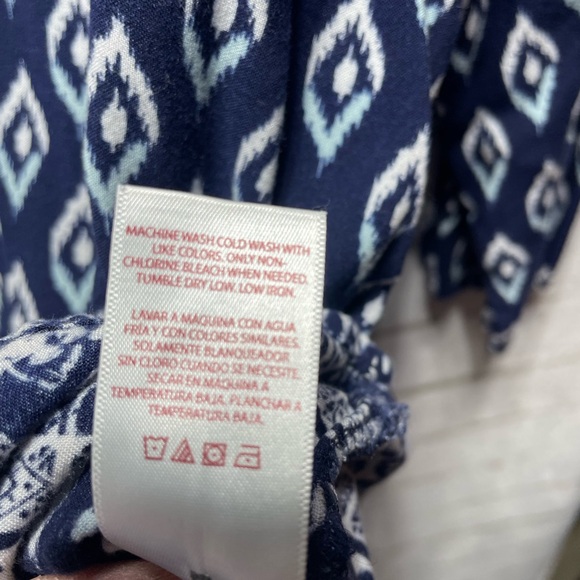 MACHINE WASH COLD WASH WITH
LIKE COLORS. ONLY NON-
CHLORINE BLEACH WHEN NEEDED.
TUMBLE DRY LOW. LOW IRON.
LAVAR A MAQUINA CON AGUA
FRÍA Y CON COLORES SIMILARES.
SOLAMENTE BLANQUEADOR
SIN CLORO CUANDO SE NECESITE.
SECAR EN MÁQUINA A
TEMPERATURA BAJA. PLANCHAR A
TEMPERATURA BAJA.